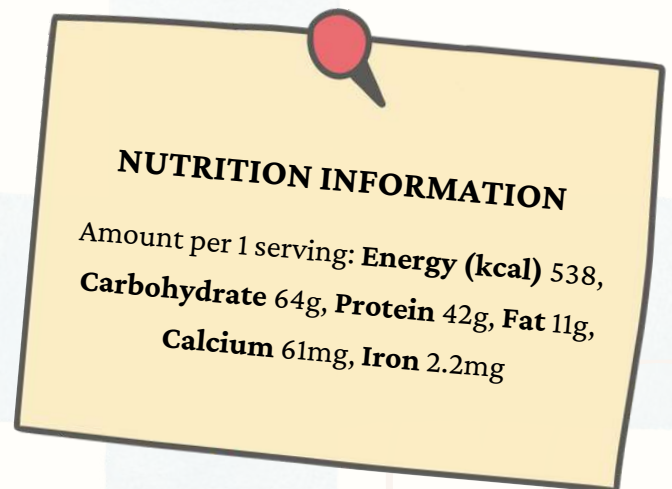 NUTRITION INFORMATION
Amount per 1 serving: Energy (kcal) 538,
Carbohydrate 64g, Protein 42g, Fat 11g,
Calcium 61mg, Iron 2.2mg